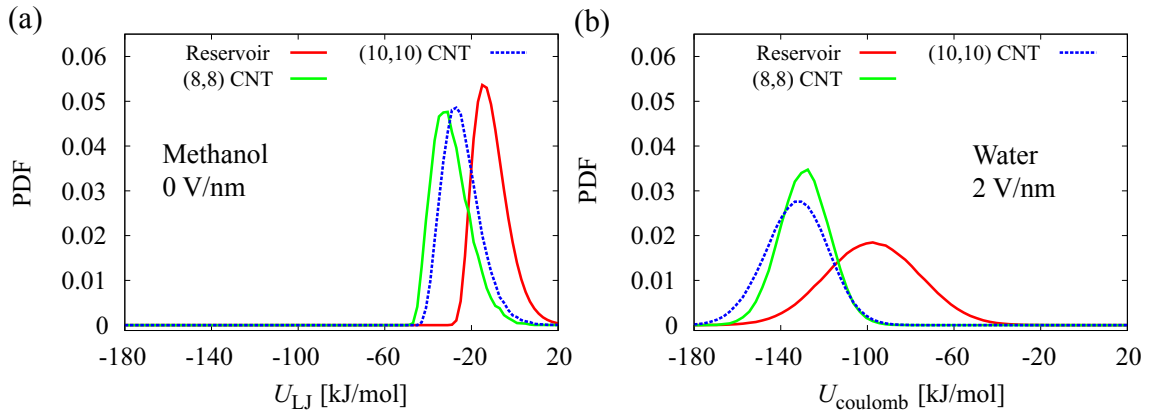 (a)
0.06
0.05
0.04
0.03
0.02
0.01
0
PDF
Reservoir
(8,8) CNT
(10,10) CNT
Methanol
0 V/nm
-180 -140 -100 -60 -20 20
U_LJ [kJ/mol]
(b)
0.06
0.05
0.04
0.03
0.02
0.01
0
PDF
Reservoir
(8,8) CNT
(10,10) CNT
Water
2 V/nm
-180 -140 -100 -60 -20 20
U_coulomb [kJ/mol]